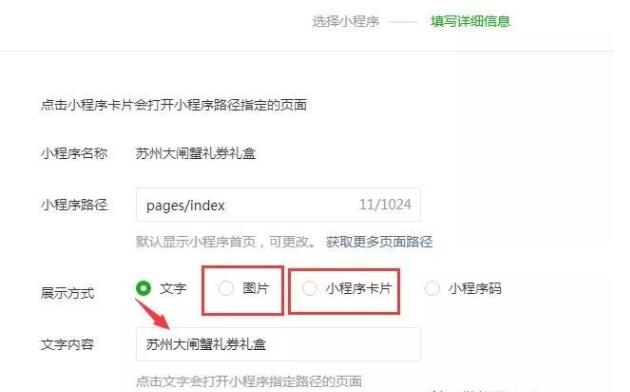 选择小程序 填写详细信息
点击小程序卡片会打开小程序路径指定的页面
小程序名称 苏州大闸蟹礼券礼盒
小程序路径 pages/index 11/1024
默认显示小程序首页，可更改。 获取更多页面路径
展示方式 文字 图片 小程序卡片 小程序码
文字内容 苏州大闸蟹礼券礼盒
点击文字会打开小程序指定路径的页面